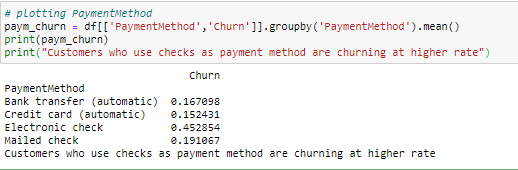 # plotting PaymentMethod
paym_churn = df[['PaymentMethod','Churn']].groupby('PaymentMethod').mean()
print(paym_churn)
print("Customers who use checks as payment method are churning at higher rate")
Churn
PaymentMethod
Bank transfer (automatic) 0.167098
Credit card (automatic) 0.152431
Electronic check 0.452854
Mailed check 0.191067
Customers who use checks as payment method are churning at higher rate